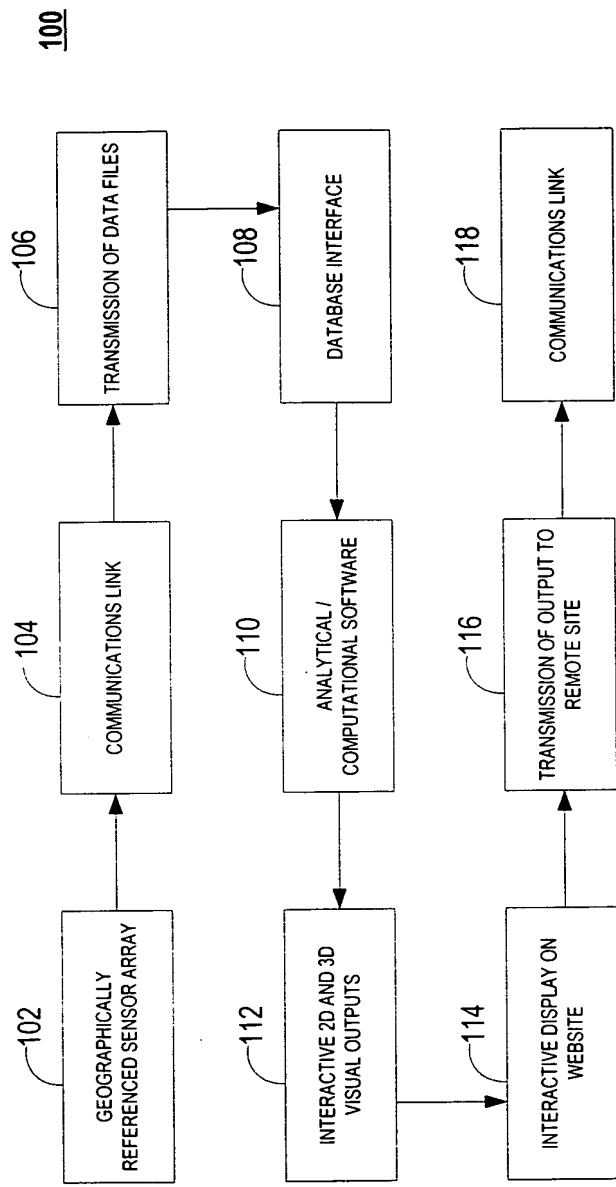 100
102
GEOGRAPHICALLY
REFERENCED SENSOR ARRAY
104
COMMUNICATIONS LINK
106
TRANSMISSION OF DATA FILES
108
DATABASE INTERFACE
110
ANALYTICAL /
COMPUTATIONAL SOFTWARE
112
INTERACTIVE 2D AND 3D
VISUAL OUTPUTS
114
INTERACTIVE DISPLAY ON
WEBSITE
116
TRANSMISSION OF OUTPUT TO
REMOTE SITE
118
COMMUNICATIONS LINK